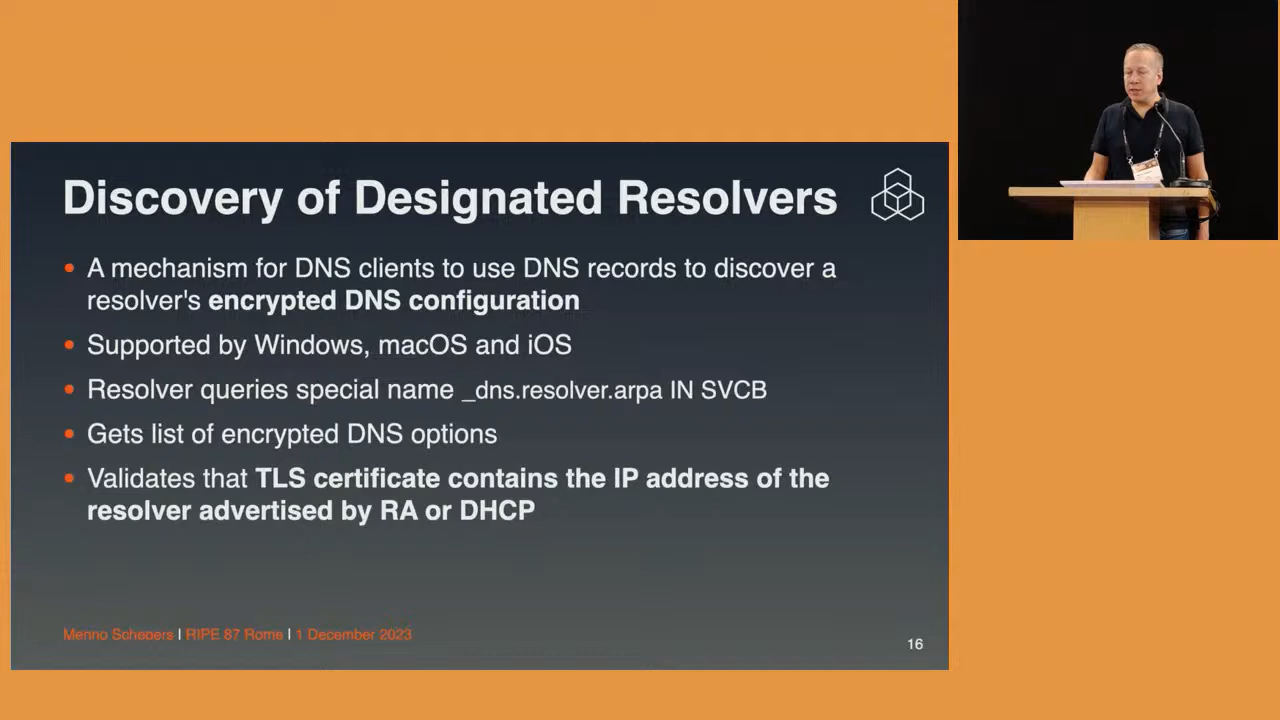 Discovery of Designated Resolvers
• A mechanism for DNS clients to use DNS records to discover a
resolver's encrypted DNS configuration
• Supported by Windows, macOS and iOS
• Resolver queries special name _dns.resolver.arpa IN SVCB
• Gets list of encrypted DNS options
• Validates that TLS certificate contains the IP address of the
resolver advertised by RA or DHCP
Menno Schepers | RIPE 87 Rome | 1 December 2023
16